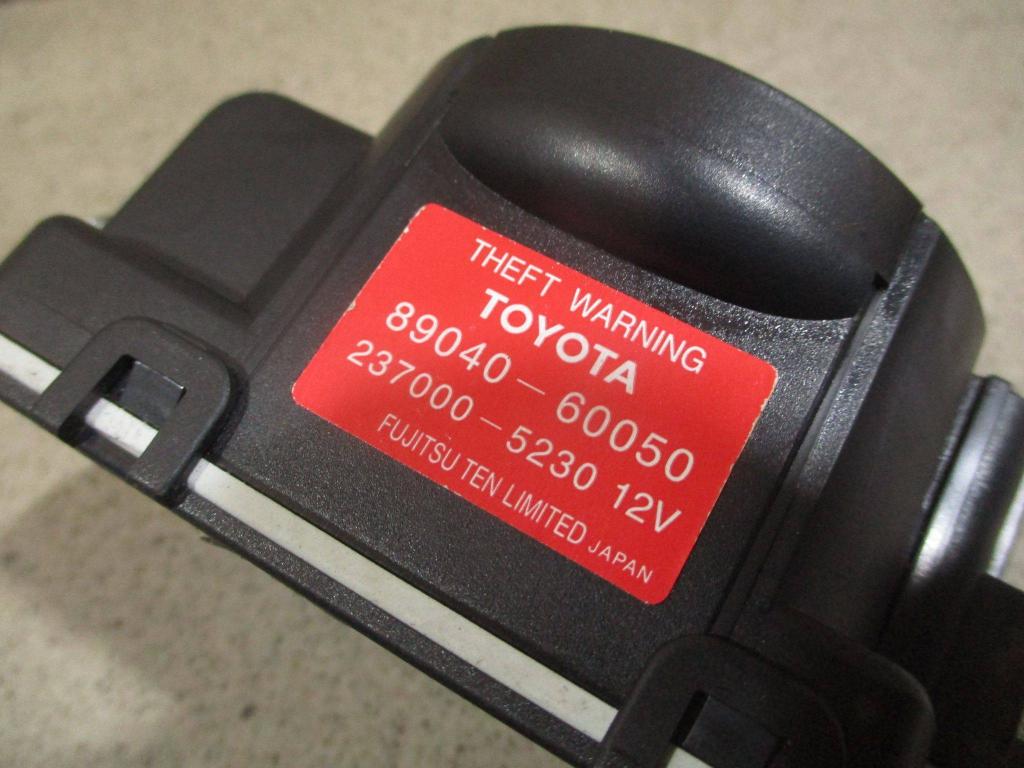 THEFT WARNING
TOYOTA
89040-60050
237000-5230 12V
FUJITSU TEN LIMITED JAPAN